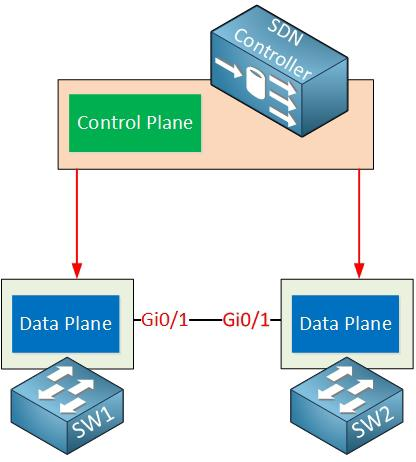 SDN
Controller
Control Plane
Data Plane
Gi0/1
Gi0/1
Data Plane
SW1
SW2